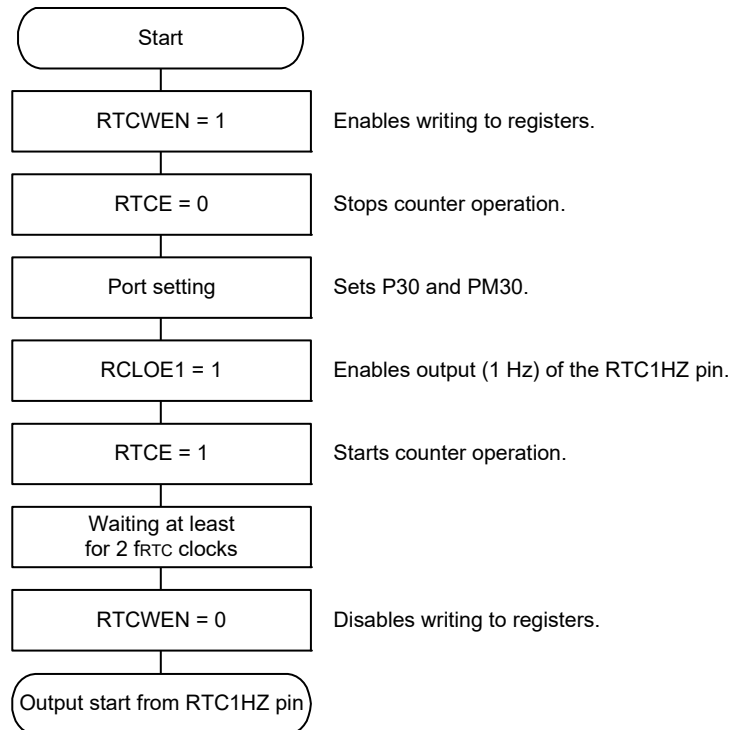 Start
RTCWEN = 1
Enables writing to registers.
RTCE = 0
Stops counter operation.
Port setting
Sets P30 and PM30.
RCLOE1 = 1
Enables output (1 Hz) of the RTC1HZ pin.
RTCE = 1
Starts counter operation.
Waiting at least
for 2 fRTC clocks
RTCWEN = 0
Disables writing to registers.
Output start from RTC1HZ pin